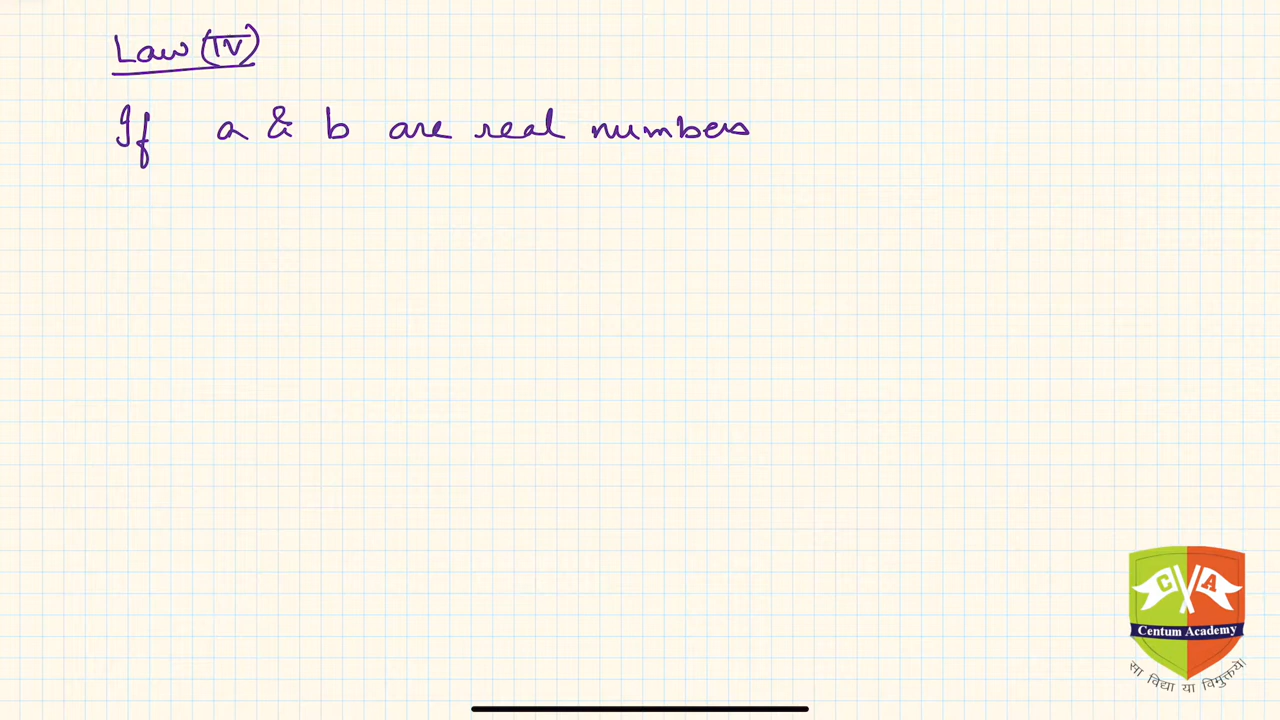 Law (IV)
If a & b are real numbers
C A
Centum Academy
सा विद्या या विमुक्तये।